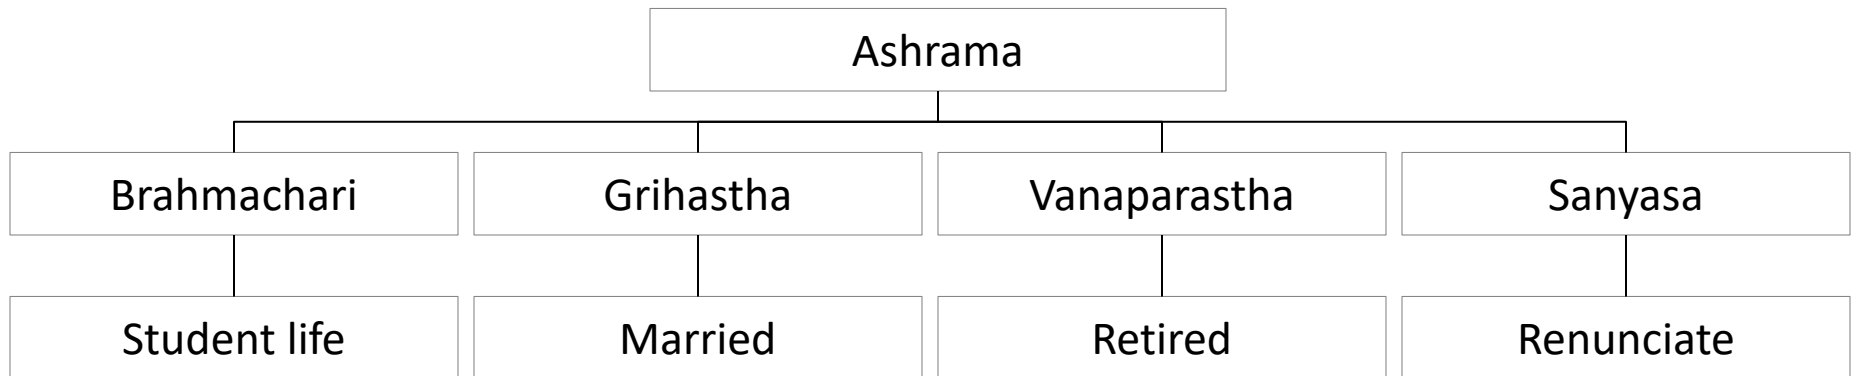 Ashrama
Brahmachari
Grihastha
Vanaparastha
Sanyasa
Student life
Married
Retired
Renunciate